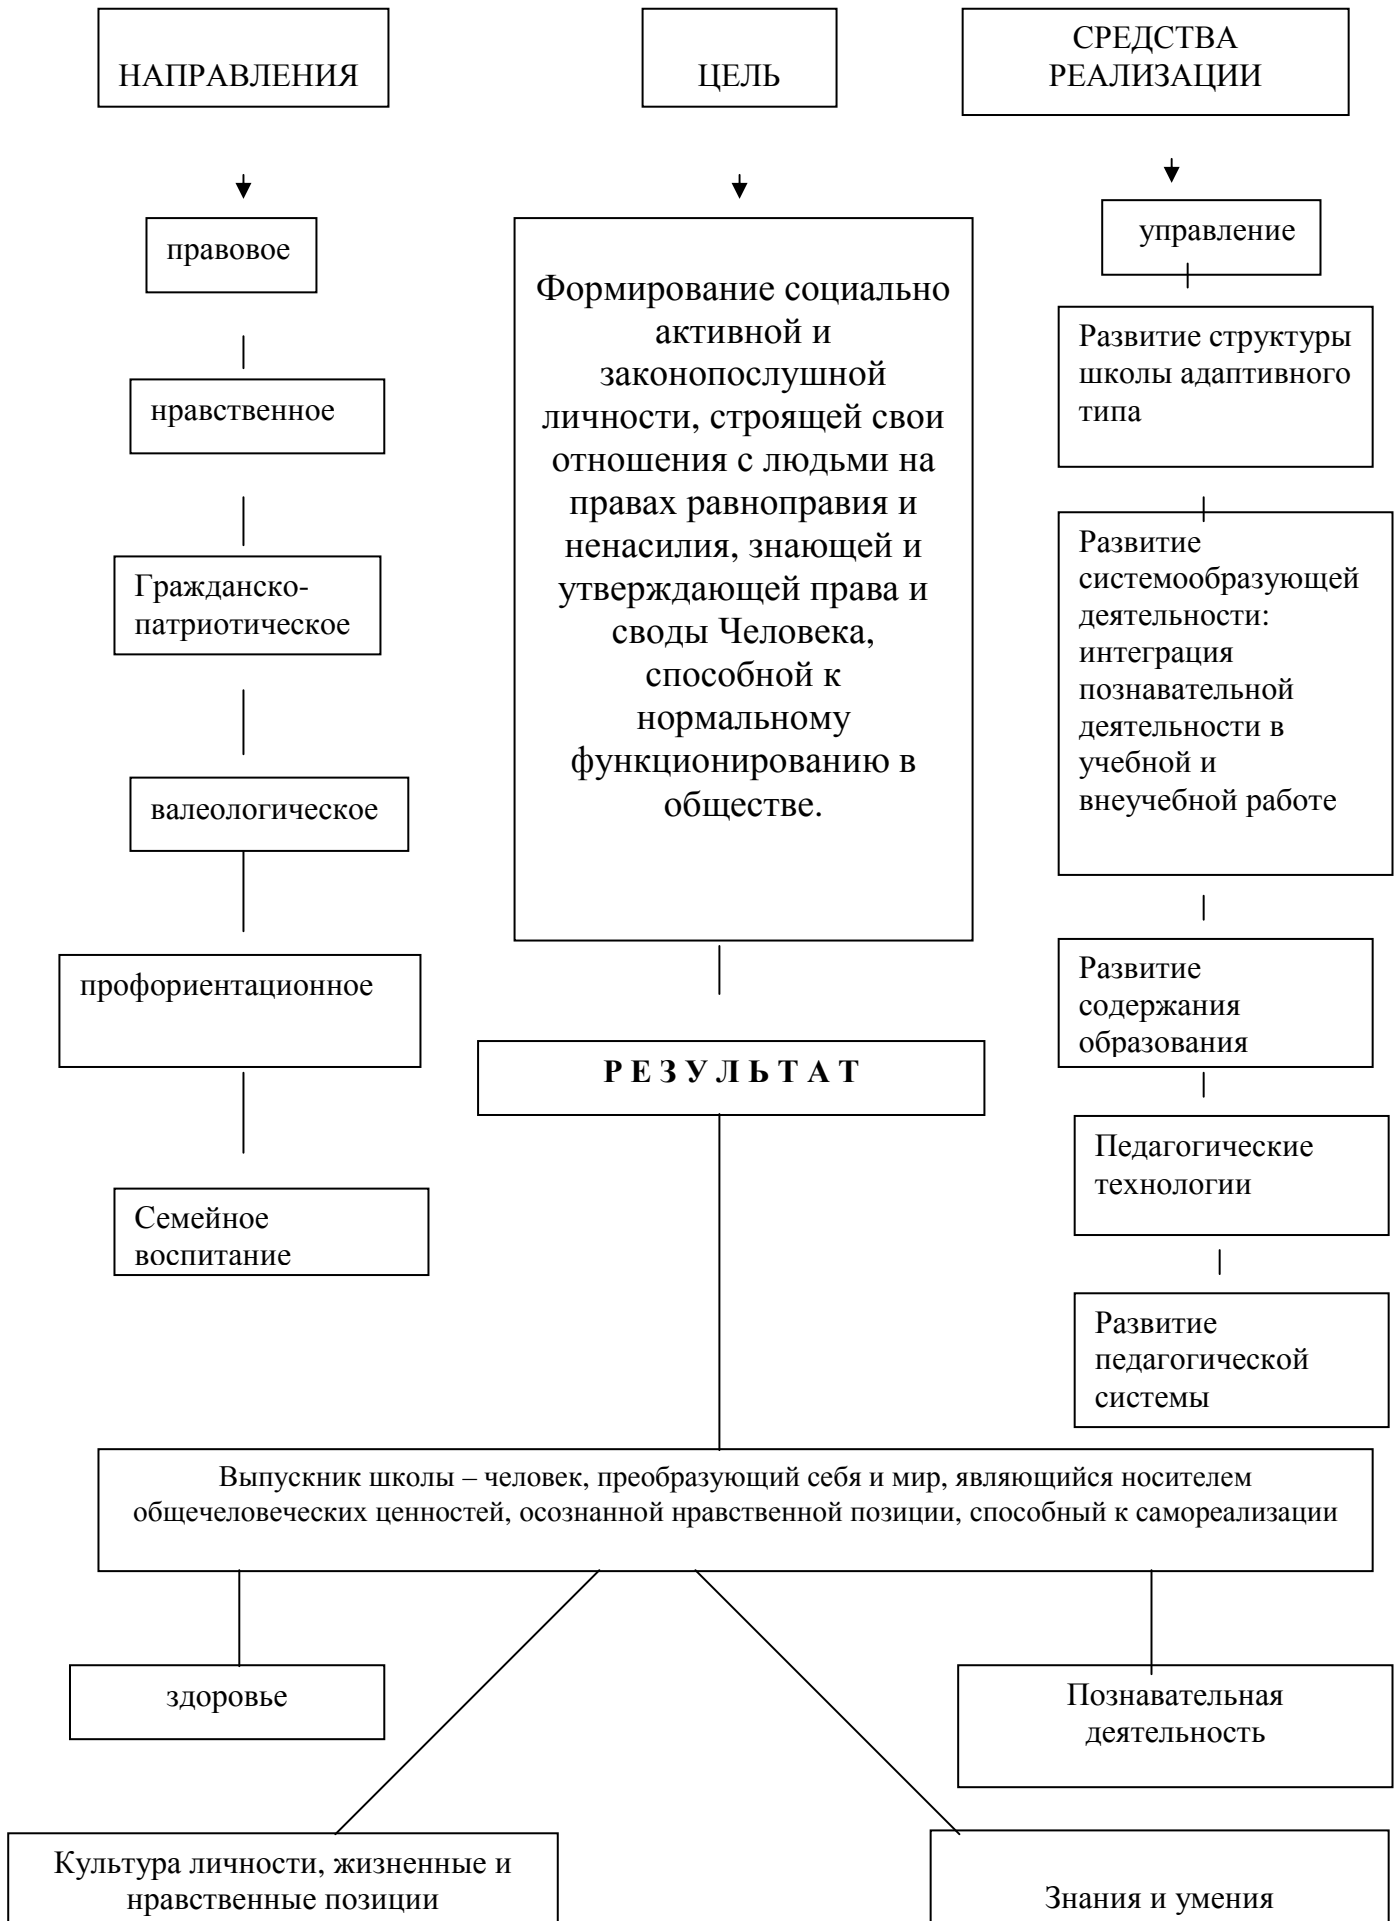 НАПРАВЛЕНИЯ
ЦЕЛЬ
СРЕДСТВА
РЕАЛИЗАЦИИ
правовое
нравственное
Гражданско-
патриотическое
валеологическое
профориентационное
Семейное
воспитание
Формирование социально
активной и
законопослушной
личности, строящей свои
отношения с людьми на
правах равноправия и
ненасилия, знающей и
утверждающей права и
своды Человека,
способной к
нормальному
функционированию в
обществе.
управление
Развитие структуры
школы адаптивного
типа
Развитие
системообразующей
деятельности:
интеграция
познавательной
деятельности в
учебной и
внеучебной работе
Развитие
содержания
образования
Педагогические
технологии
Развитие
педагогической
системы
Р Е З У Л Ь Т А Т
Выпускник школы – человек, преобразующий себя и мир, являющийся носителем
общечеловеческих ценностей, осознанной нравственной позиции, способный к самореализации
здоровье
Познавательная
деятельность
Культура личности, жизненные и
нравственные позиции
Знания и умения